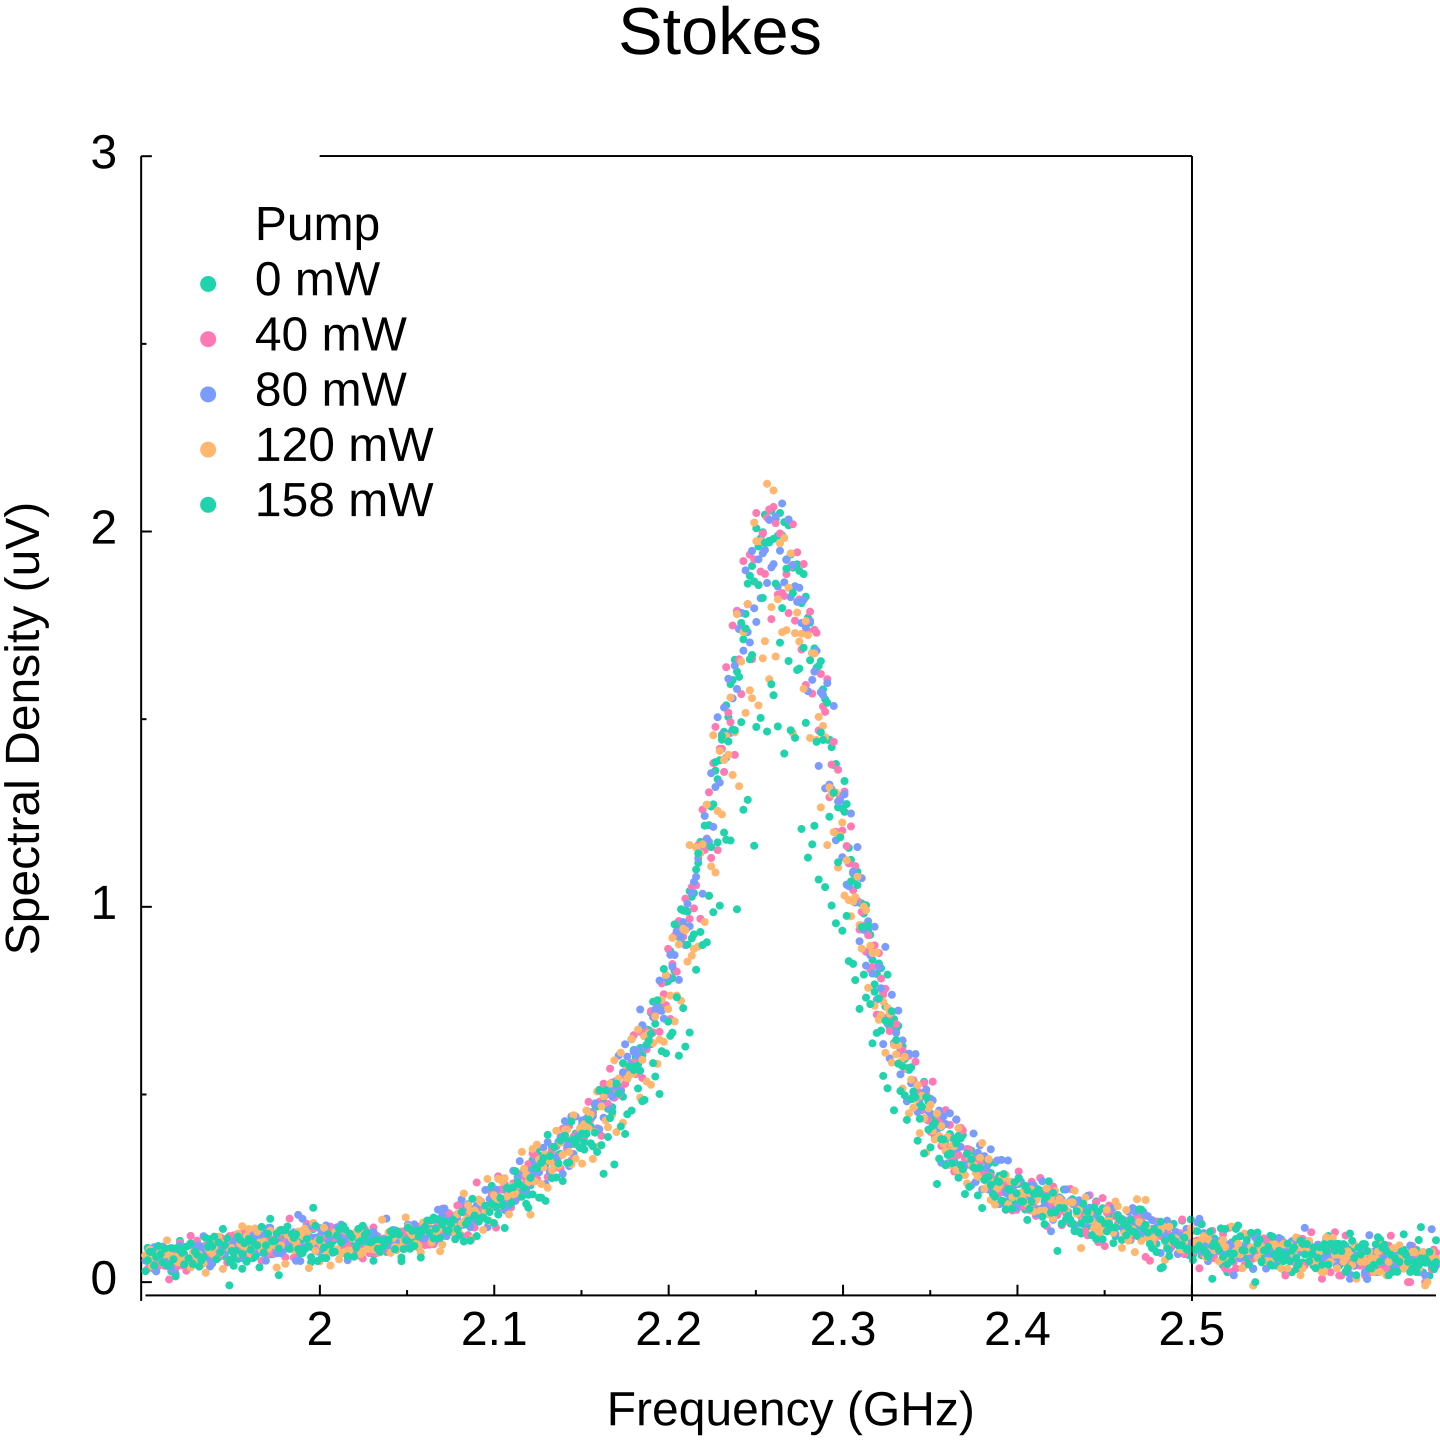 Stokes
3
Pump
0 mW
40 mW
80 mW
120 mW
158 mW
2
1
0
Spectral Density (uV)
2 2.1 2.2 2.3 2.4 2.5
Frequency (GHz)